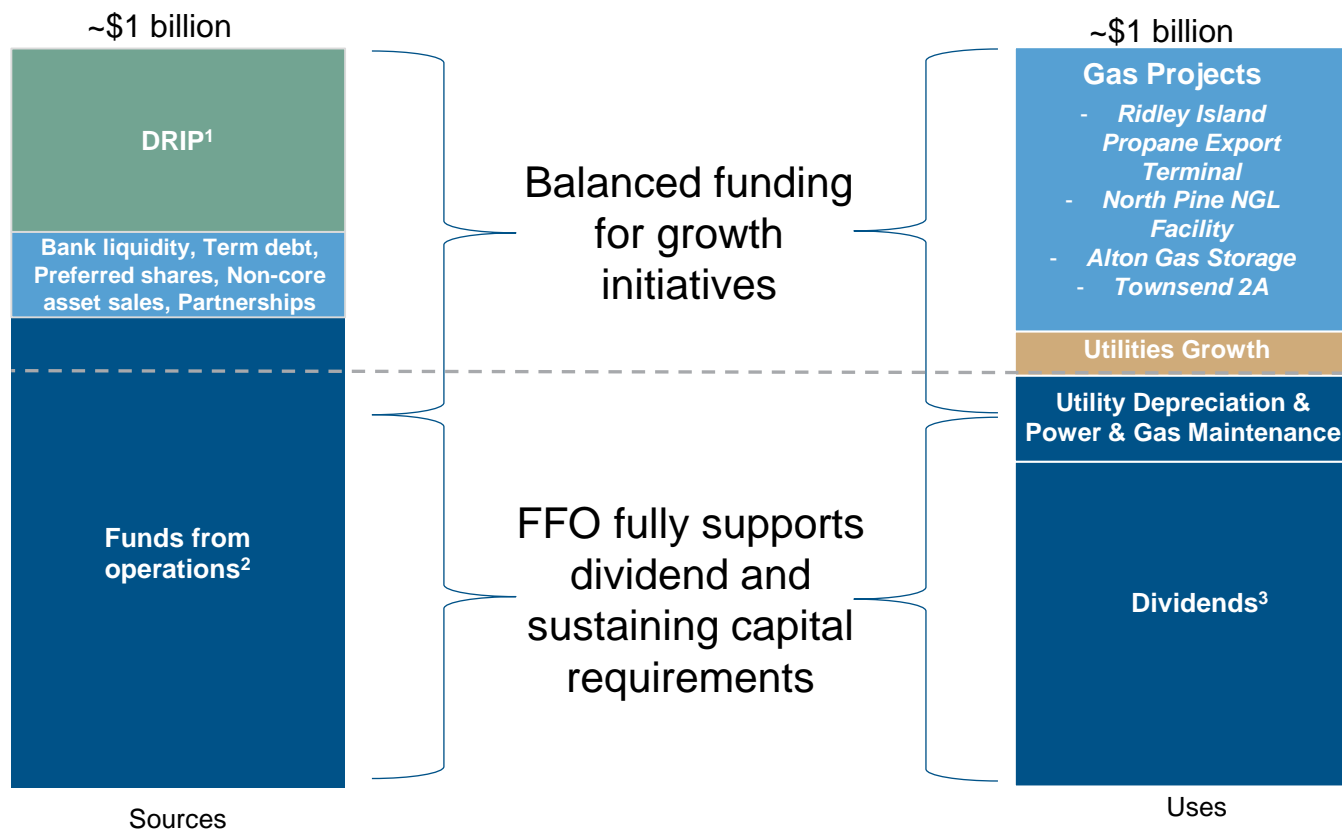 ~$1 billion
DRIP1
Bank liquidity, Term debt,
Preferred shares, Non-core
asset sales, Partnerships
Funds from
operations2
Sources
Balanced funding
for growth
initiatives
FFO fully supports
dividend and
sustaining capital
requirements
~$1 billion
Gas Projects
- Ridley Island
Propane Export
Terminal
- North Pine NGL
Facility
- Alton Gas Storage
- Townsend 2A
Utilities Growth
Utility Depreciation &
Power & Gas Maintenance
Dividends3
Uses